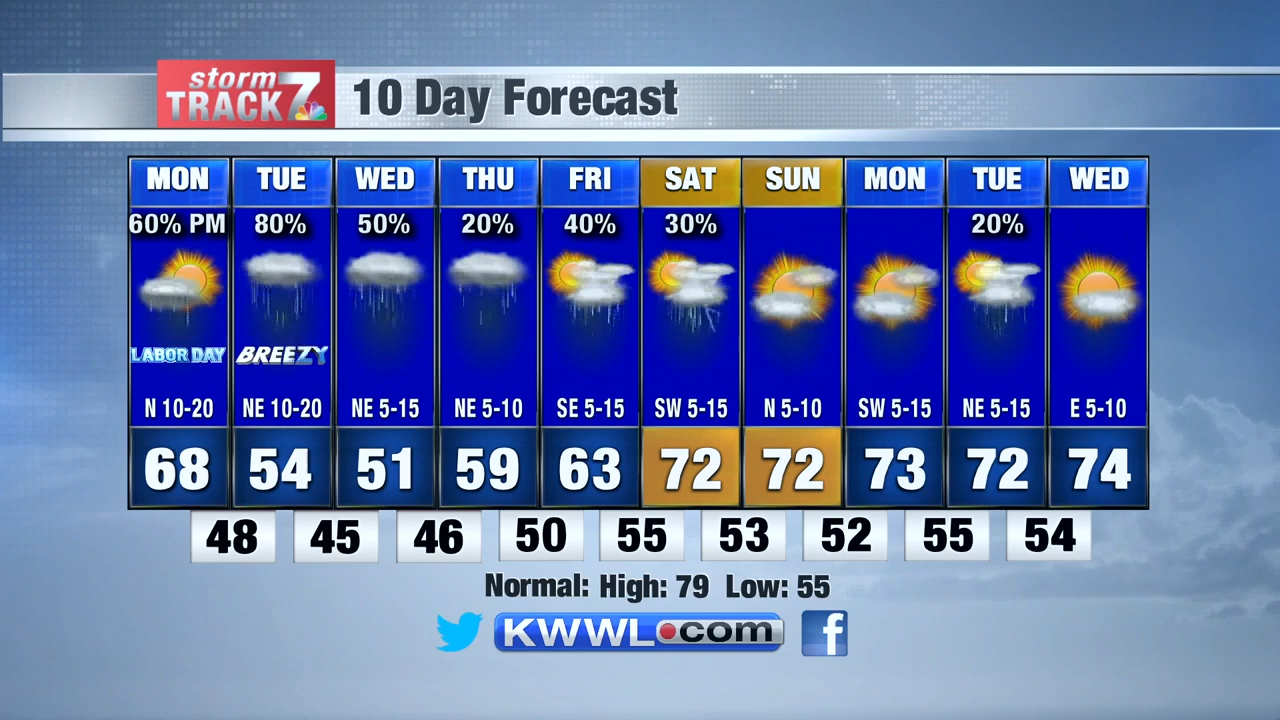 storm
TRACK 7
10 Day Forecast
MON TUE WED THU FRI SAT SUN MON TUE WED
60% PM 80% 50% 20% 40% 30% 20%
LABOR DAY BREEZY
N 10-20 NE 10-20 NE 5-15 NE 5-10 SE 5-15 SW 5-15 N 5-10 SW 5-15 NE 5-15 E 5-10
68 54 51 59 63 72 72 73 72 74
48 45 46 50 55 53 52 55 54
Normal: High: 79 Low: 55
KWWL.com f